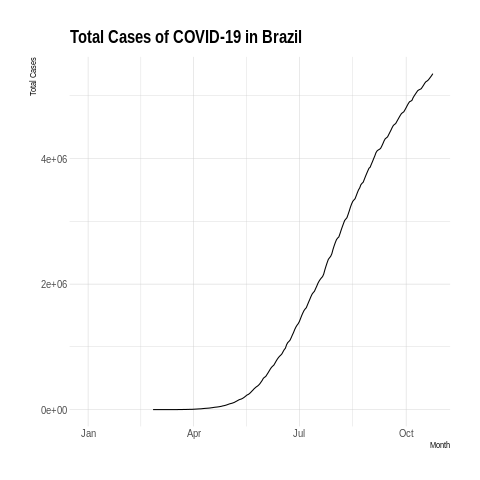 Total Cases of COVID-19 in Brazil
Total Cases
4e+06
2e+06
0e+00
Jan Apr Jul Oct
Month